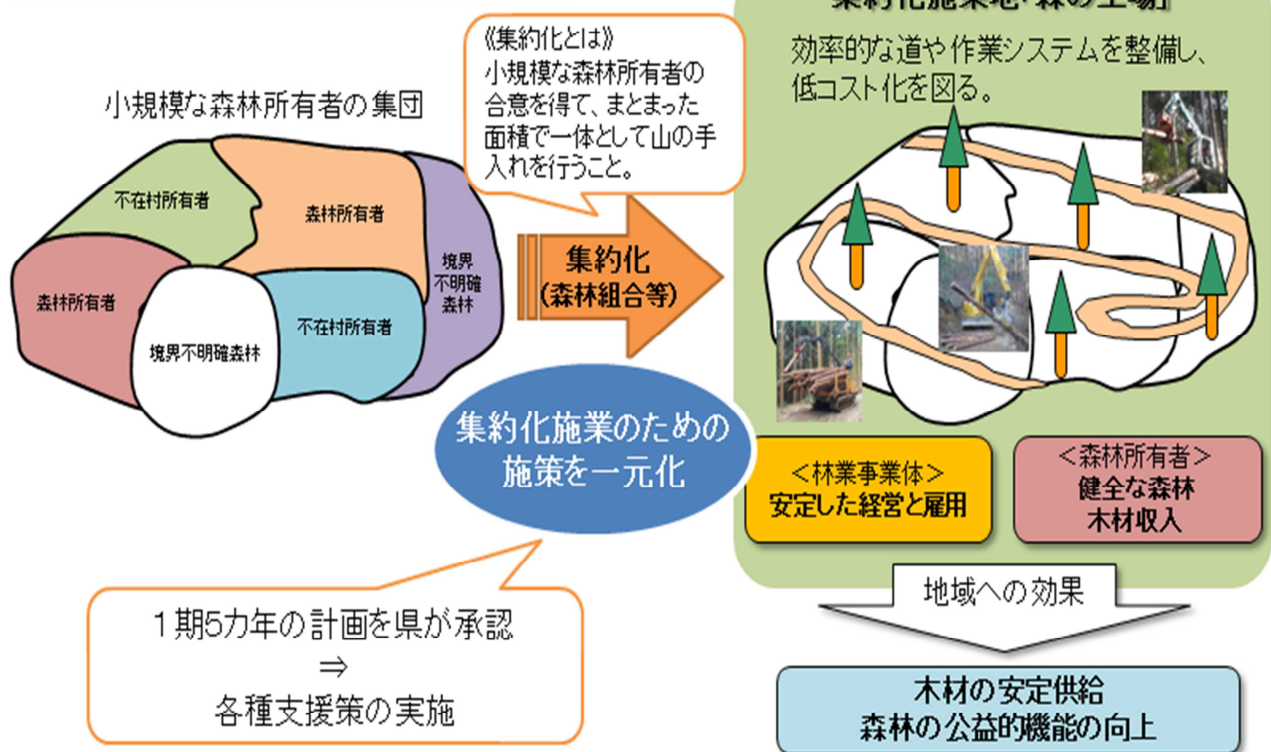 集約化施業地「森の工場」
効率的な道や作業システムを整備し、
低コスト化を図る。
《集約化とは》
小規模な森林所有者の
合意を得て、まとまった
面積で一体として山の手
入れを行うこと。
小規模な森林所有者の集団
不在村所有者
森林所有者
境界
不明確
森林
森林所有者
境界不明確森林
不在村所有者
集約化
(森林組合等)
集約化施業のための
施策を一元化
1期5カ年の計画を県が承認
⇒
各種支援策の実施
＜林業事業体＞
安定した経営と雇用
＜森林所有者＞
健全な森林
木材収入
地域への効果
木材の安定供給
森林の公益的機能の向上